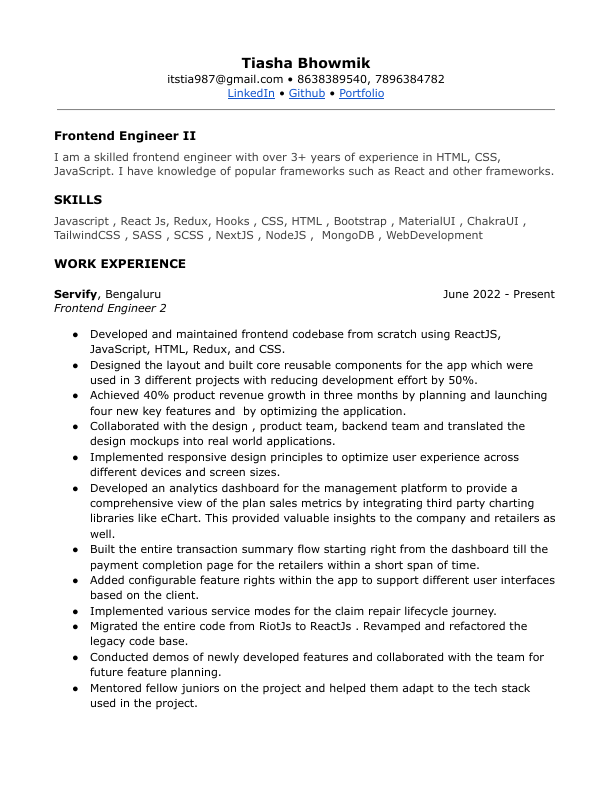 Tiasha Bhowmik
itstia987@gmail.com • 8638389540, 7896384782
LinkedIn • Github • Portfolio
Frontend Engineer II
I am a skilled frontend engineer with over 3+ years of experience in HTML, CSS,
JavaScript. I have knowledge of popular frameworks such as React and other frameworks.
SKILLS
Javascript , React Js, Redux, Hooks , CSS, HTML , Bootstrap , MaterialUI , ChakraUI ,
TailwindCSS , SASS , SCSS , NextJS , NodeJS ,  MongoDB , WebDevelopment
WORK EXPERIENCE
Servify, Bengaluru June 2022 - Present
Frontend Engineer 2
● Developed and maintained frontend codebase from scratch using ReactJS,
JavaScript, HTML, Redux, and CSS.
● Designed the layout and built core reusable components for the app which were
used in 3 different projects with reducing development effort by 50%.
● Achieved 40% product revenue growth in three months by planning and launching
four new key features and  by optimizing the application.
● Collaborated with the design , product team, backend team and translated the
design mockups into real world applications.
● Implemented responsive design principles to optimize user experience across
different devices and screen sizes.
● Developed an analytics dashboard for the management platform to provide a
comprehensive view of the plan sales metrics by integrating third party charting
libraries like eChart. This provided valuable insights to the company and retailers as
well.
● Built the entire transaction summary flow starting right from the dashboard till the
payment completion page for the retailers within a short span of time.
● Added configurable feature rights within the app to support different user interfaces
based on the client.
● Implemented various service modes for the claim repair lifecycle journey.
● Migrated the entire code from RiotJs to ReactJs . Revamped and refactored the
legacy code base.
● Conducted demos of newly developed features and collaborated with the team for
future feature planning.
● Mentored fellow juniors on the project and helped them adapt to the tech stack
used in the project.